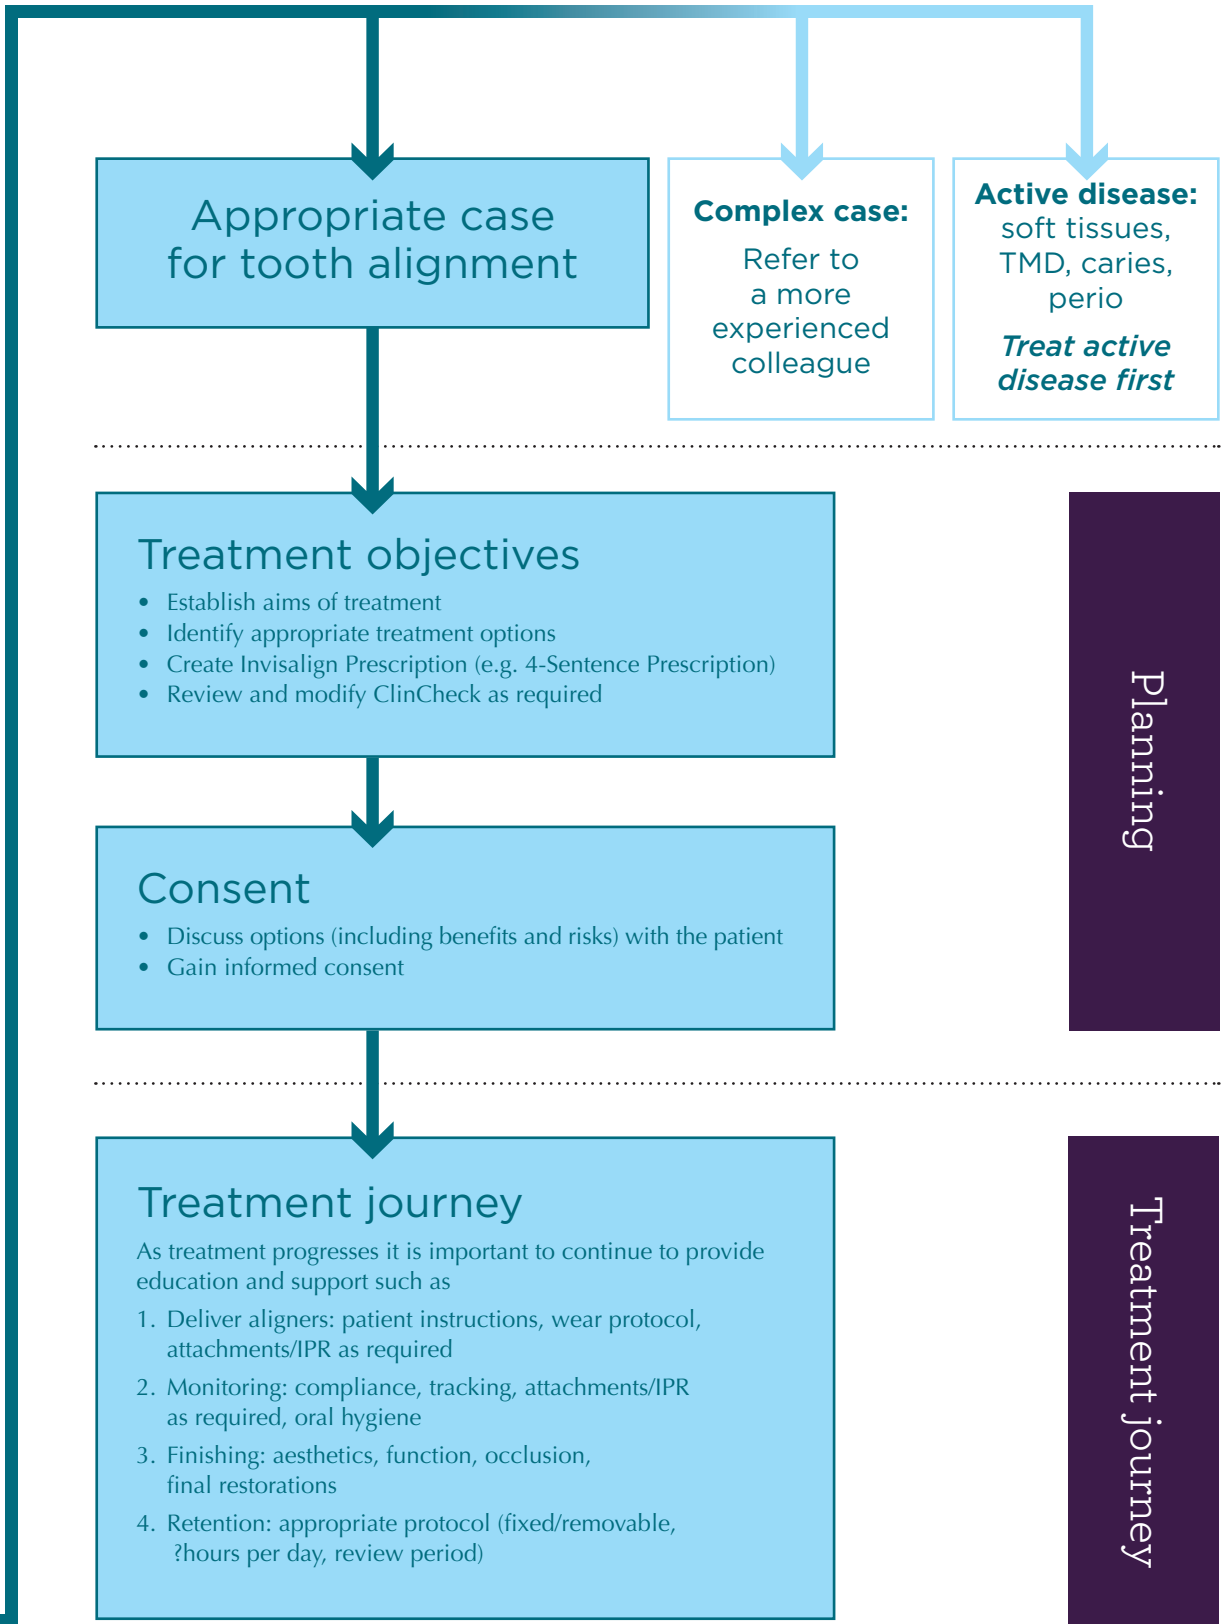 Appropriate case
for tooth alignment
Complex case:
Refer to
a more
experienced
colleague
Active disease:
soft tissues,
TMD, caries,
perio
Treat active
disease first
Treatment objectives
• Establish aims of treatment
• Identify appropriate treatment options
• Create Invisalign Prescription (e.g. 4-Sentence Prescription)
• Review and modify ClinCheck as required
Planning
Consent
• Discuss options (including benefits and risks) with the patient
• Gain informed consent
Treatment journey
As treatment progresses it is important to continue to provide
education and support such as
1. Deliver aligners: patient instructions, wear protocol,
attachments/IPR as required
2. Monitoring: compliance, tracking, attachments/IPR
as required, oral hygiene
3. Finishing: aesthetics, function, occlusion,
final restorations
4. Retention: appropriate protocol (fixed/removable,
?hours per day, review period)
Treatment journey